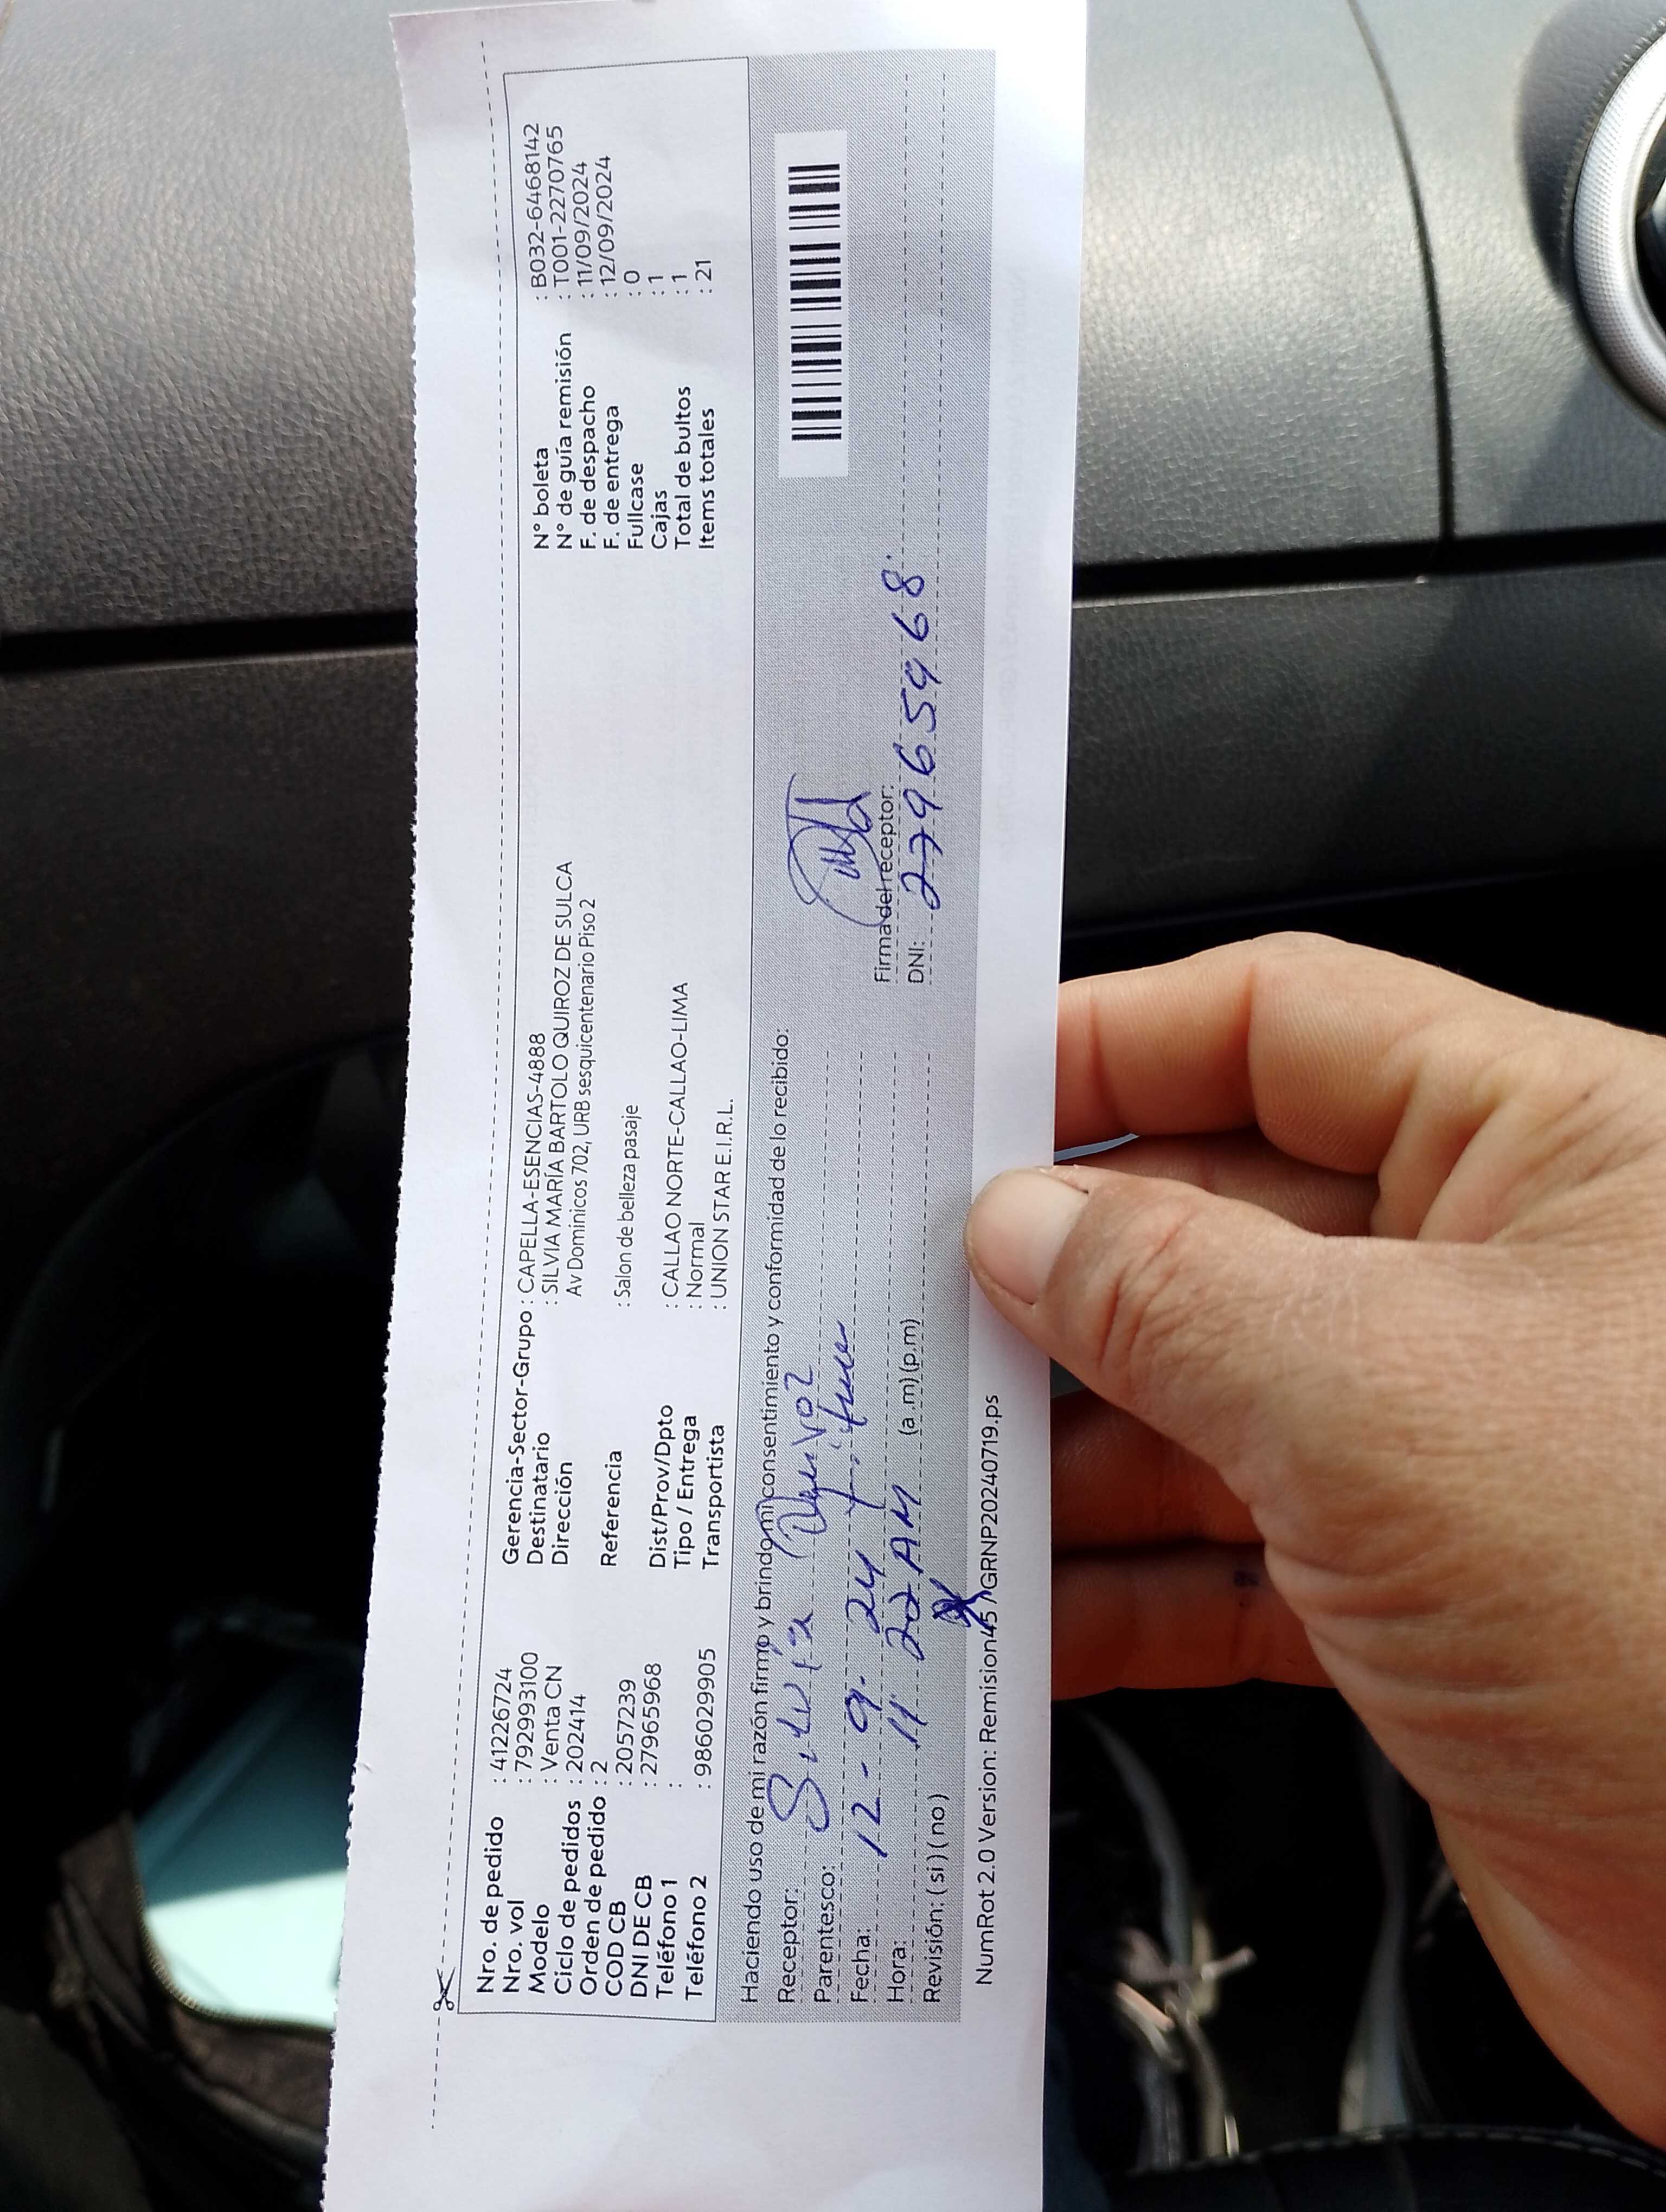 Nro. de pedido : 41226724
Nro. vol : 792993100
Modelo : Venta CN
Ciclo de pedidos : 202414
Orden de pedido : 2
COD CB : 2057239
DNI DE CB : 27965968
Teléfono 1 :
Teléfono 2 : 986029905
Gerencia-Sector-Grupo : CAPELLA-ESENCIAS-4888
Destinatario : SILVIA MARÍA BARTOLO QUIROZ DE SULCA
Dirección Av Dominicos 702, URB sesquicentenario Piso 2
Referencia : Salon de belleza pasaje
Dist/Prov/Dpto : CALLAO NORTE-CALLAO-LIMA
Tipo / Entrega : Normal
Transportista : UNION STAR E.I.R.L.
N° boleta : B032-6468142
N° de guía remisión : T001-2270765
F. de despacho : 11/09/2024
F. de entrega : 12/09/2024
Fullcase : 0
Cajas : 1
Total de bultos : 1
Items totales : 21
Haciendo uso de mi razón firmo y brindo mi consentimiento y conformidad de lo recibido:
Receptor: Silvia
Parentesco:
Fecha: 12 - 9 - 24
Hora: 11 22 AM (a.m) (p.m)
Revisión: ( si ) ( no )
Firma del receptor:
DNI: 27965968.
NumRot 2.0 Version: Remision45 /GRNP20240719.ps